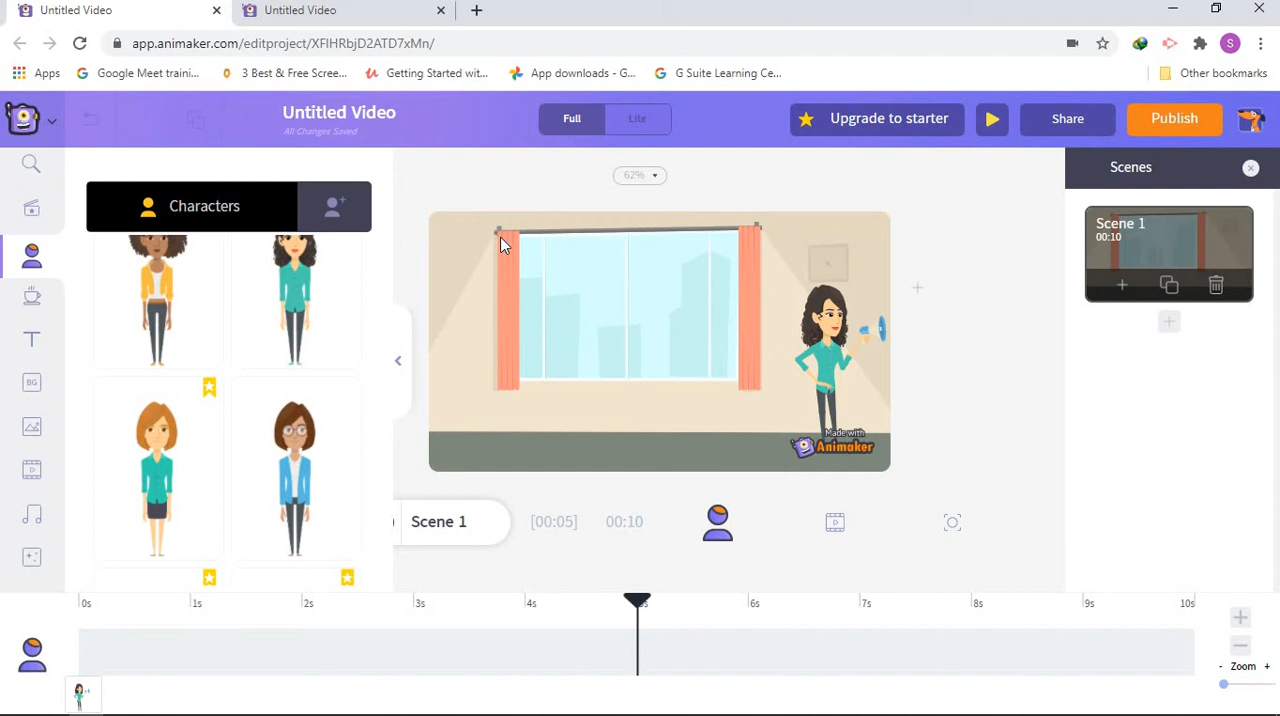 Untitled Video
Untitled Video
app.animaker.com/editproject/XFIHRbjD2ATD7xMn/
S
Apps
Google Meet traini...
3 Best & Free Scree...
Getting Started wit...
App downloads - G...
G Suite Learning Ce...
Other bookmarks
Untitled Video
All Changes Saved
Full
Lite
Upgrade to starter
Share
Publish
Characters
62%
Scenes
Scene 1
00:10
BG
T
Made with
Animaker
Scene 1
[00:05]
00:10
0s
1s
2s
3s
4s
5s
6s
7s
8s
9s
10s
- Zoom +